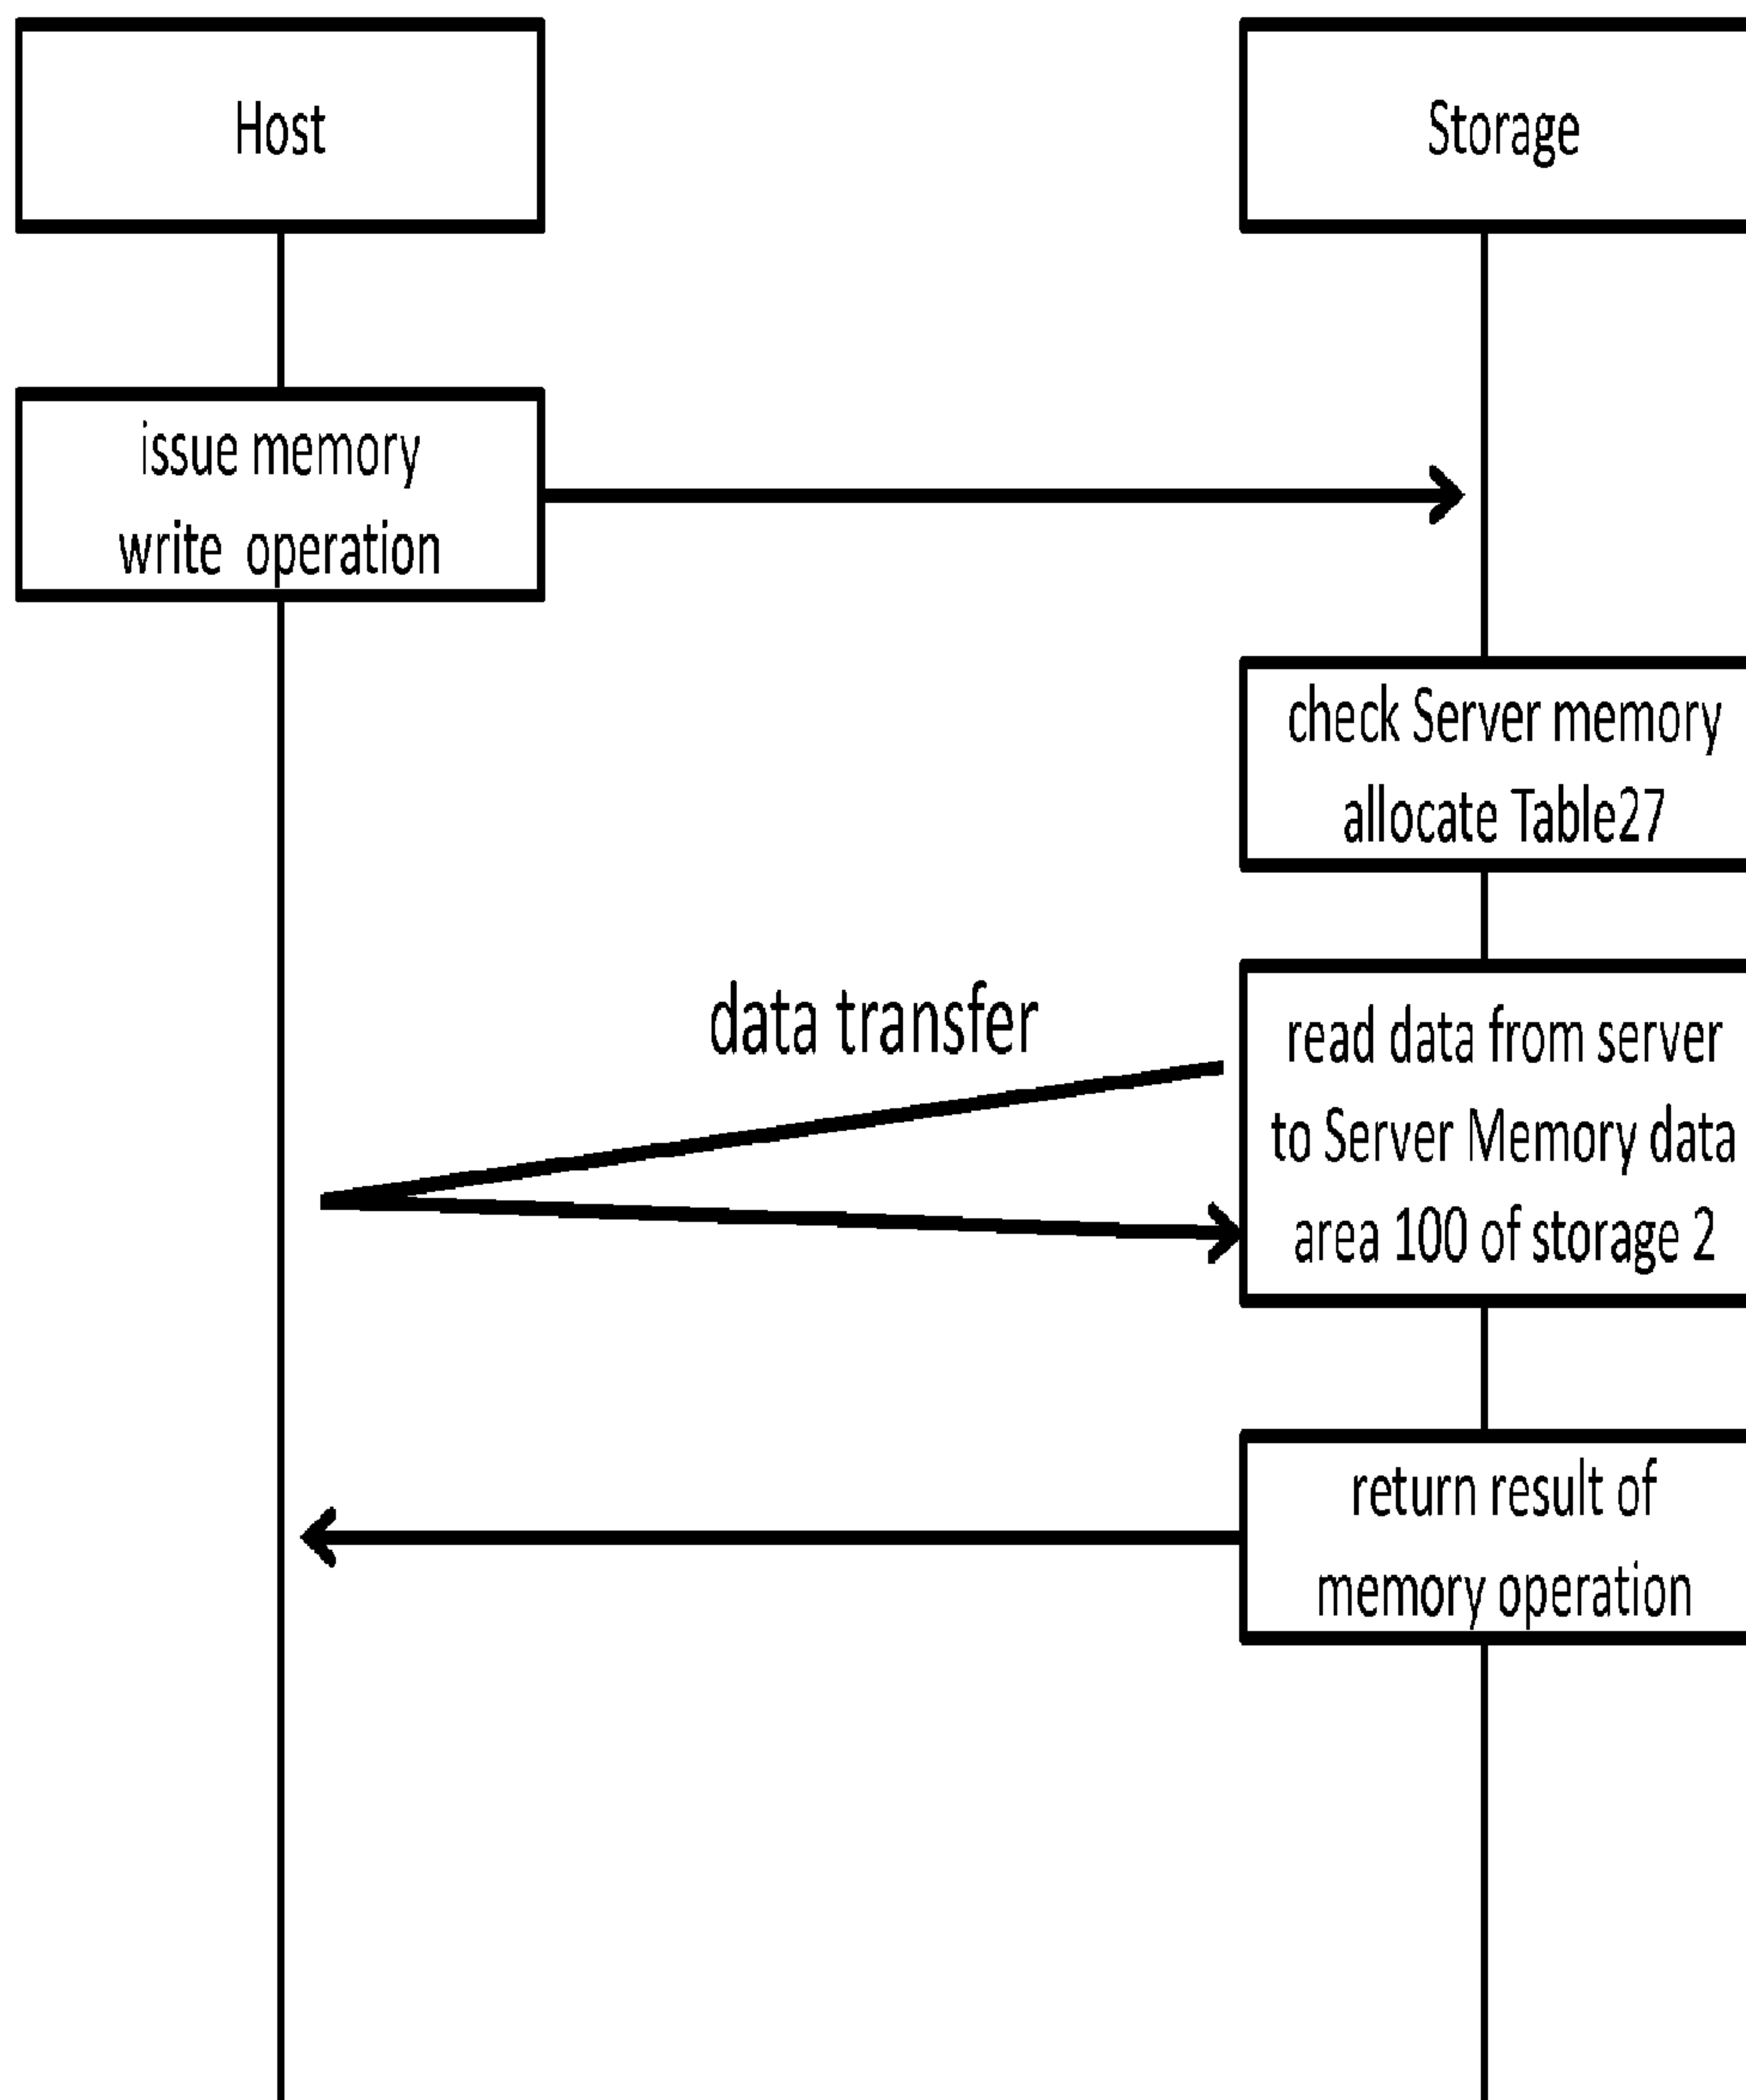 Host
Storage
issue memory
write operation
check Server memory
allocate Table27
data transfer
read data from server
to Server Memory data
area 100 of storage 2
return result of
memory operation